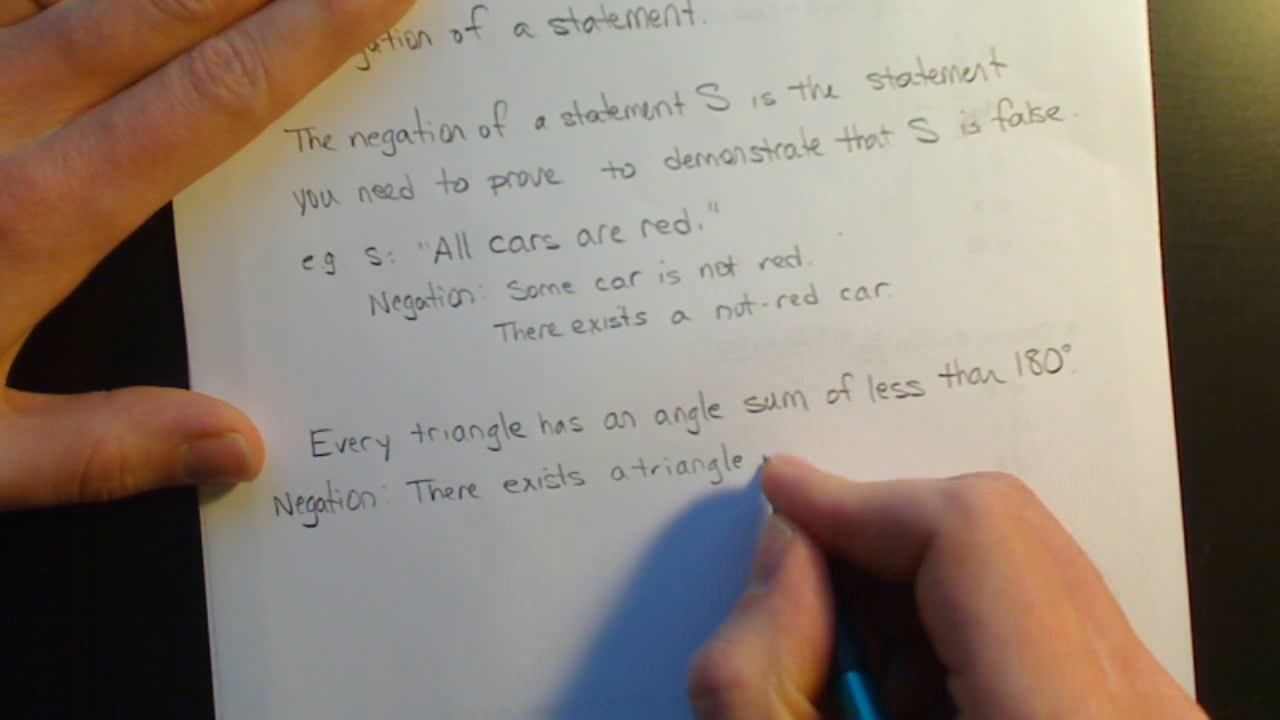 of a statement.
The negation of a statement S is the statement
you need to prove to demonstrate that S is false.
eg S: "All cars are red."
Negation: Some car is not red.
There exists a not-red car.
Every triangle has an angle sum of less than 180°.
Negation: There exists a triangle